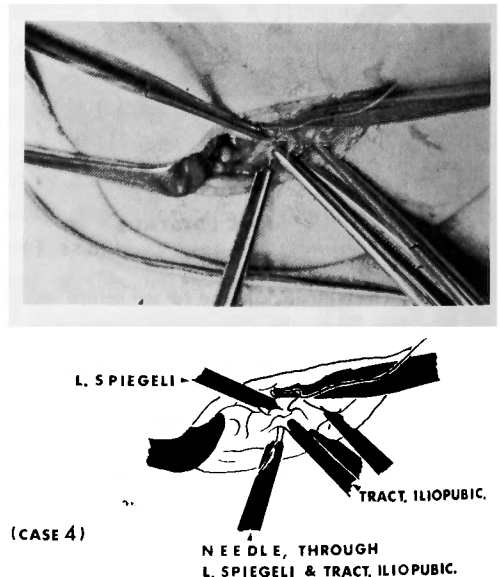 L. SPIEGELI
TRACT. ILIOPUBIC.
(CASE 4)
NEEDLE, THROUGH
L. SPIEGELI & TRACT. ILIOPUBIC.